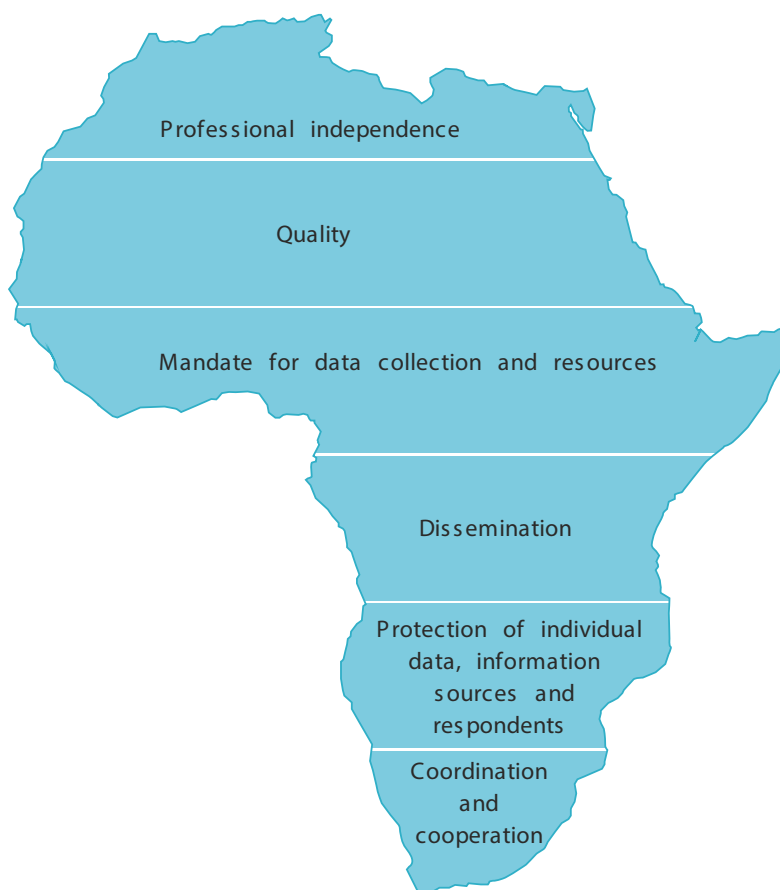 Professional independence
Quality
Mandate for data collection and resources
Dissemination
Protection of individual
data, information
sources and
respondents
Coordination
and
cooperation